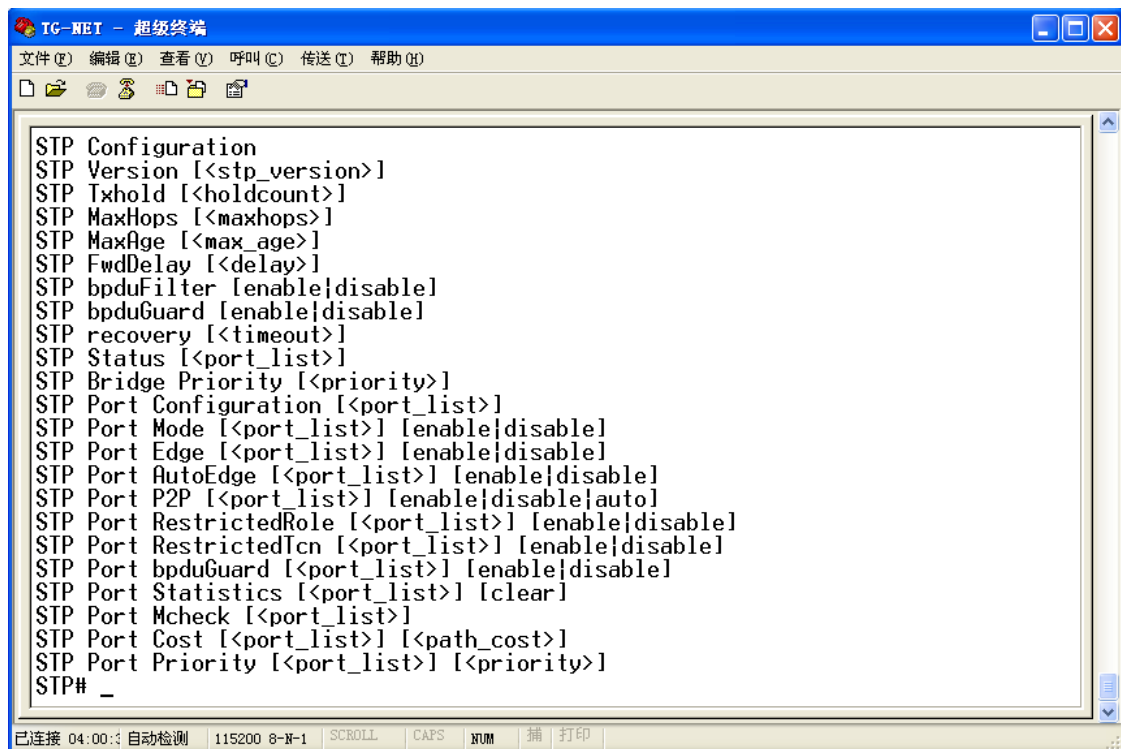 TG-NET - 超级终端
文件(F) 编辑(E) 查看(V) 呼叫(C) 传送(T) 帮助(H)
STP Configuration
STP Version [<stp_version>]
STP Txhold [<holdcount>]
STP MaxHops [<maxhops>]
STP MaxAge [<max_age>]
STP FwdDelay [<delay>]
STP bpduFilter [enable|disable]
STP bpduGuard [enable|disable]
STP recovery [<timeout>]
STP Status [<port_list>]
STP Bridge Priority [<priority>]
STP Port Configuration [<port_list>]
STP Port Mode [<port_list>] [enable|disable]
STP Port Edge [<port_list>] [enable|disable]
STP Port AutoEdge [<port_list>] [enable|disable]
STP Port P2P [<port_list>] [enable|disable|auto]
STP Port RestrictedRole [<port_list>] [enable|disable]
STP Port RestrictedTcn [<port_list>] [enable|disable]
STP Port bpduGuard [<port_list>] [enable|disable]
STP Port Statistics [<port_list>] [clear]
STP Port Mcheck [<port_list>]
STP Port Cost [<port_list>] [<path_cost>]
STP Port Priority [<port_list>] [<priority>]
STP# _
已连接 04:00:3 自动检测 115200 8-N-1 SCROLL CAPS NUM 捕 打印